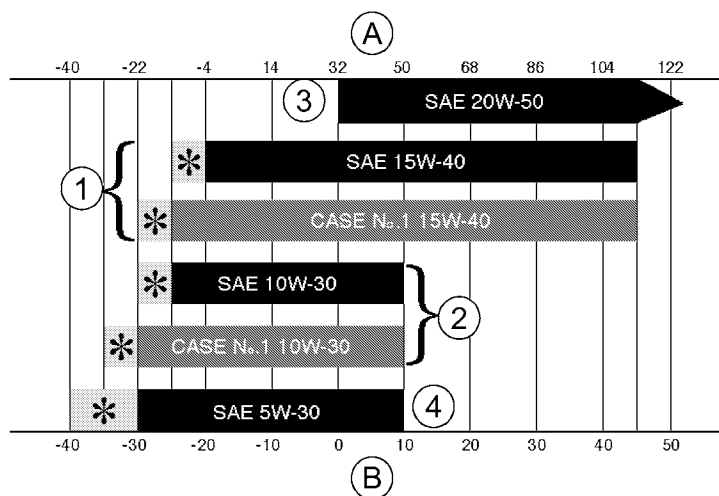 A
-40 -22 -4 14 32 50 68 86 104 122
3 SAE 20W-50
* SAE 15W-40
1
* CASE No.1 15W-40
* SAE 10W-30
2
* CASE No.1 10W-30
* SAE 5W-30 4
-40 -30 -20 -10 0 10 20 30 40 50
B